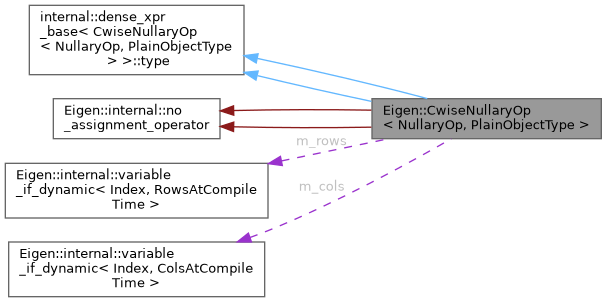 internal::dense_xpr
_base< CwiseNullaryOp
< NullaryOp, PlainObjectType
> >::type
Eigen::internal::no
_assignment_operator
Eigen::CwiseNullaryOp
< NullaryOp, PlainObjectType >
m_rows
Eigen::internal::variable
_if_dynamic< Index, RowsAtCompile
Time >
m_cols
Eigen::internal::variable
_if_dynamic< Index, ColsAtCompile
Time >